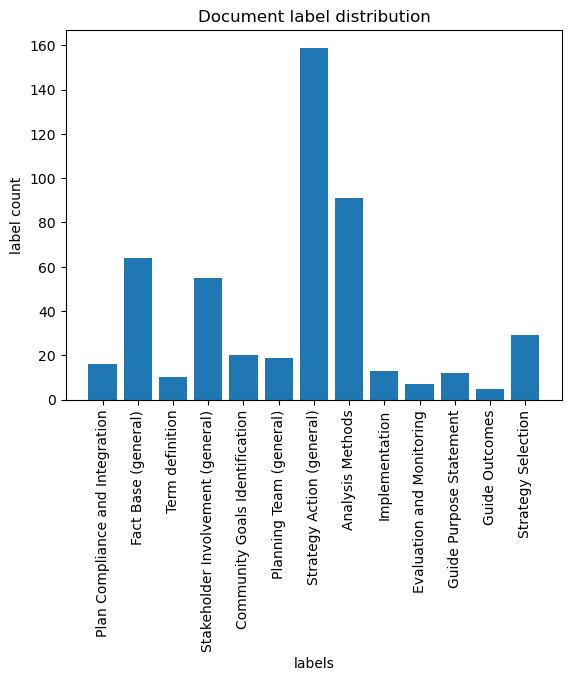 Document label distribution
label count
160
140
120
100
80
60
40
20
0
Plan Compliance and Integration
Fact Base (general)
Term definition
Stakeholder Involvement (general)
Community Goals Identification
Planning Team (general)
Strategy Action (general)
Analysis Methods
Implementation
Evaluation and Monitoring
Guide Purpose Statement
Guide Outcomes
Strategy Selection
labels